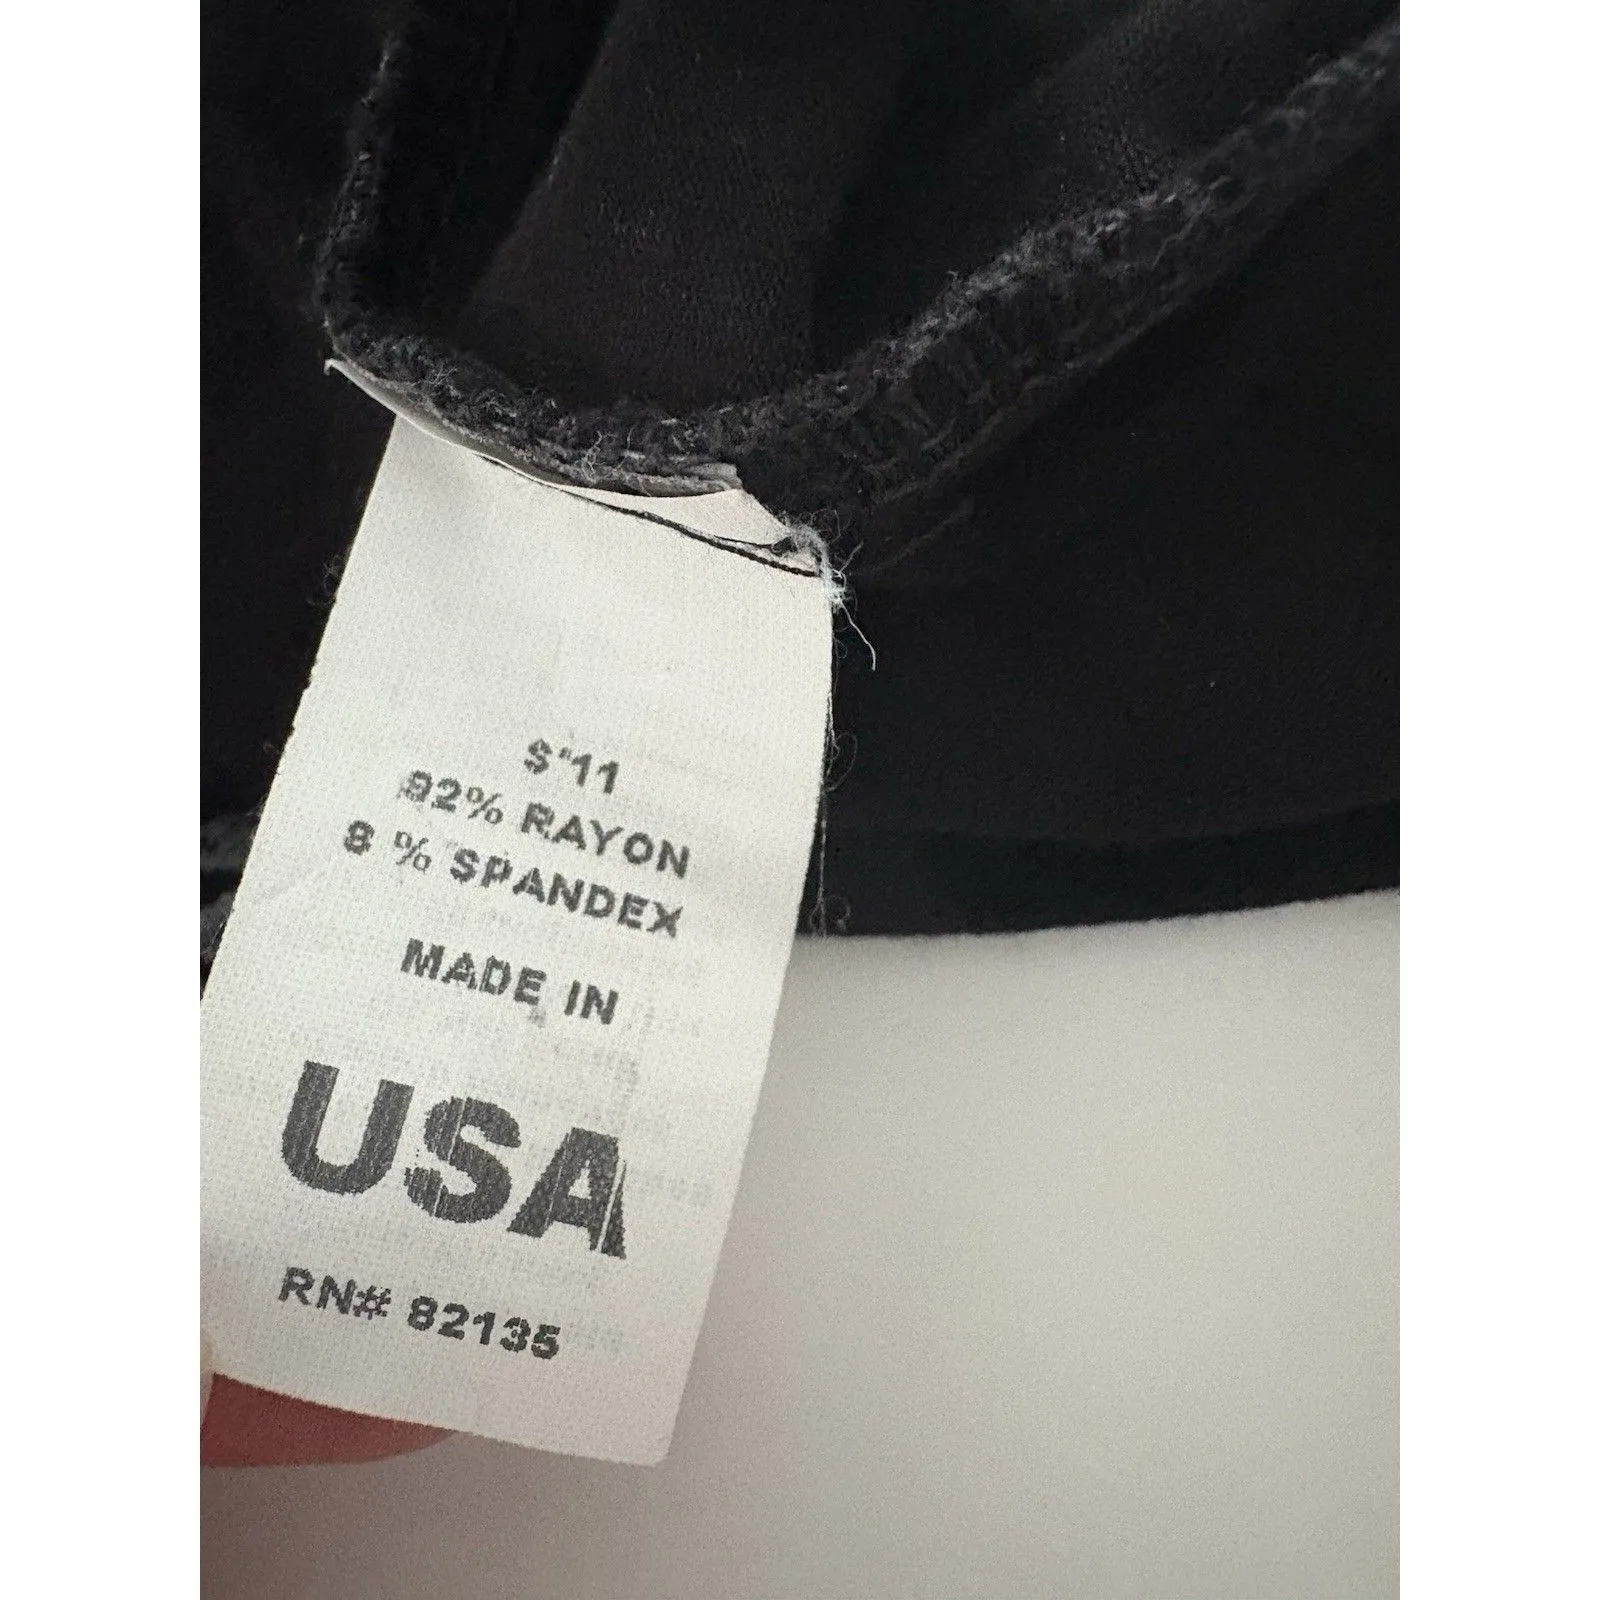 S'11
92% RAYON
8 % SPANDEX
MADE IN
USA
RN# 82135